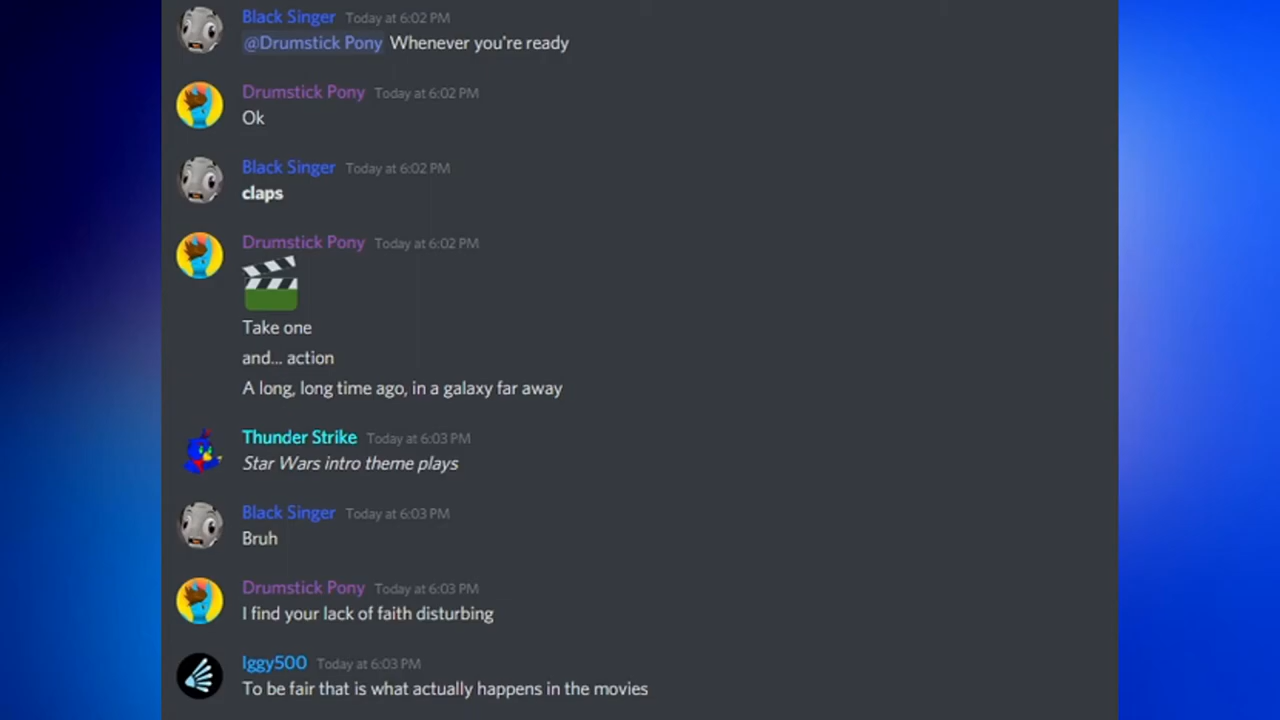 Black Singer Today at 6:02 PM
@Drumstick Pony Whenever you're ready
Drumstick Pony Today at 6:02 PM
Ok
Black Singer Today at 6:02 PM
claps
Drumstick Pony Today at 6:02 PM
Take one
and... action
A long, long time ago, in a galaxy far away
Thunder Strike Today at 6:03 PM
Star Wars intro theme plays
Black Singer Today at 6:03 PM
Bruh
Drumstick Pony Today at 6:03 PM
I find your lack of faith disturbing
Iggy500 Today at 6:03 PM
To be fair that is what actually happens in the movies